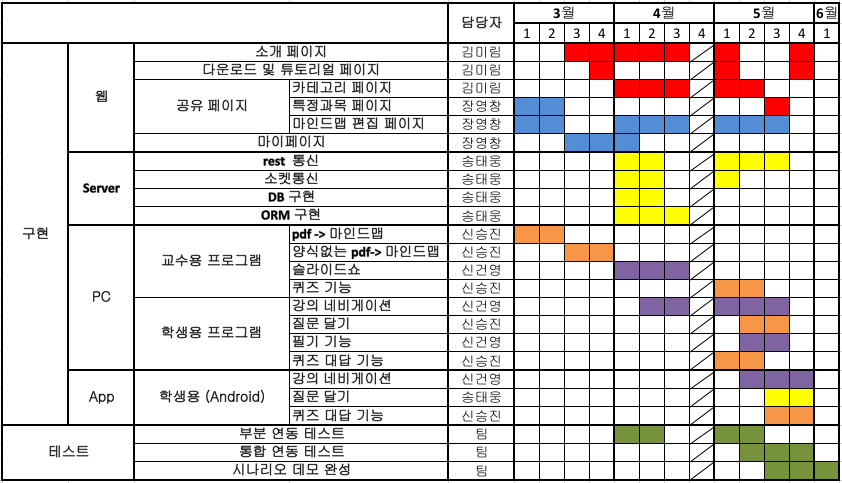 담당자 3월 4월 5월 6월
1 2 3 4 1 2 3 4 1 2 3 4 1
구현 웹 소개 페이지 김미림
다운로드 및 튜토리얼 페이지 김미림
공유 페이지 카테고리 페이지 김미림
특정과목 페이지 장영창
마인드맵 편집 페이지 장영창
마이페이지 장영창
Server rest 통신 송태웅
소켓통신 송태웅
DB 구현 송태웅
ORM 구현 송태웅
PC 교수용 프로그램 pdf -> 마인드맵 신승진
양식없는 pdf-> 마인드맵 신승진
슬라이드쇼 신건영
퀴즈 기능 신승진
학생용 프로그램 강의 네비게이션 신건영
질문 달기 신승진
필기 기능 신건영
퀴즈 대답 기능 신승진
App 학생용 (Android) 강의 네비게이션 신건영
질문 달기 송태웅
퀴즈 대답 기능 신승진
테스트 부분 연동 테스트 팀
통합 연동 테스트 팀
시나리오 데모 완성 팀